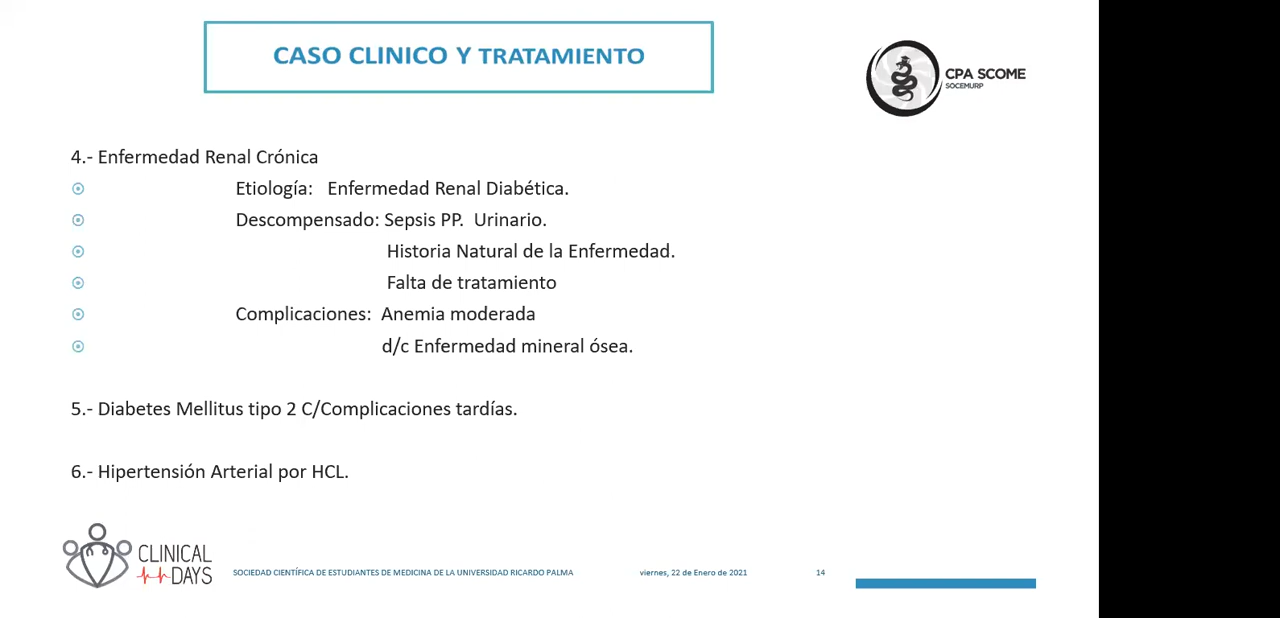 CASO CLINICO Y TRATAMIENTO
CPA SCOME
SOCEMURP
4.- Enfermedad Renal Crónica
Etiología: Enfermedad Renal Diabética.
Descompensado: Sepsis PP. Urinario.
Historia Natural de la Enfermedad.
Falta de tratamiento
Complicaciones: Anemia moderada
d/c Enfermedad mineral ósea.
5.- Diabetes Mellitus tipo 2 C/Complicaciones tardías.
6.- Hipertensión Arterial por HCL.
CLINICAL
DAYS
SOCIEDAD CIENTÍFICA DE ESTUDIANTES DE MEDICINA DE LA UNIVERSIDAD RICARDO PALMA
viernes, 22 de Enero de 2021
14